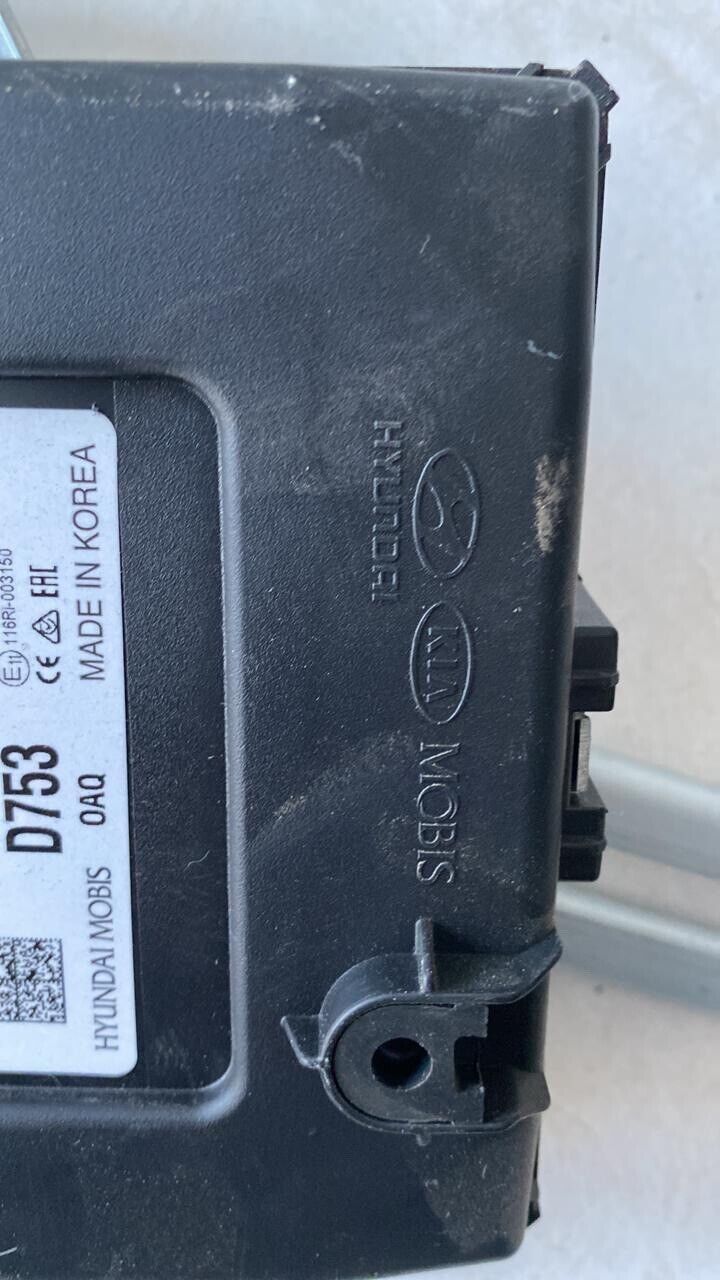 E11 116RI-003150
CE EAC
MADE IN KOREA
D753
0AQ
HYUNDAI MOBIS
HYUNDAI
KIA
MOBIS